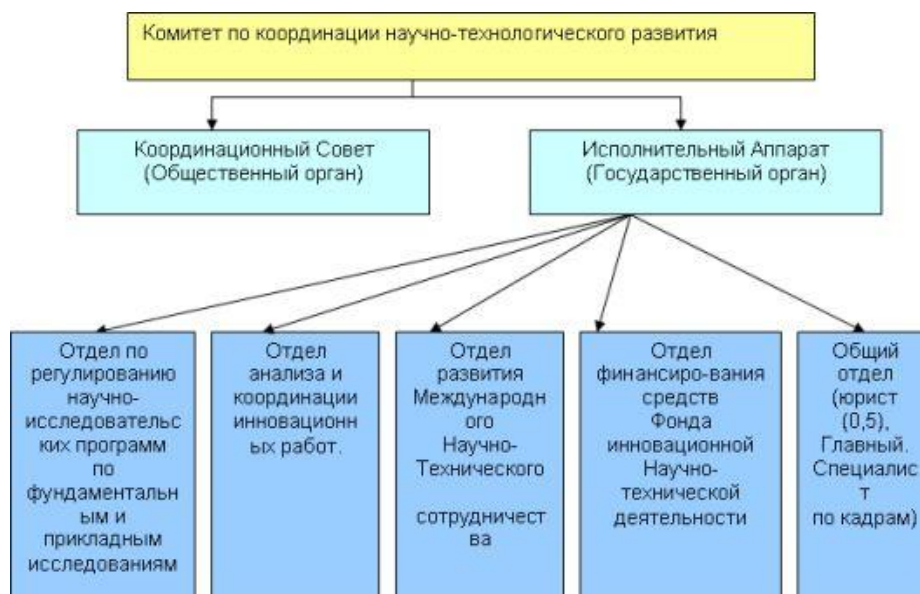 Комитет по координации научно-технологического развития
Координационный Совет
(Общественный орган)
Исполнительный Аппарат
(Государственный орган)
Отдел по
регулированию
научно-
исследовательс
ких программ
по
фундаментальн
ым и
прикладным
исследованиям
Отдел
анализа и
координации
инновационн
ых работ.
Отдел
развития
Международн
ого
Научно-
Технического
сотрудничест
ва
Отдел
финансиро-вания
средств
Фонда
инновационной
Научно-
технической
деятельности
Общий
отдел
(юрист
(0,5),
Главный.
Специалис
т
по кадрам)